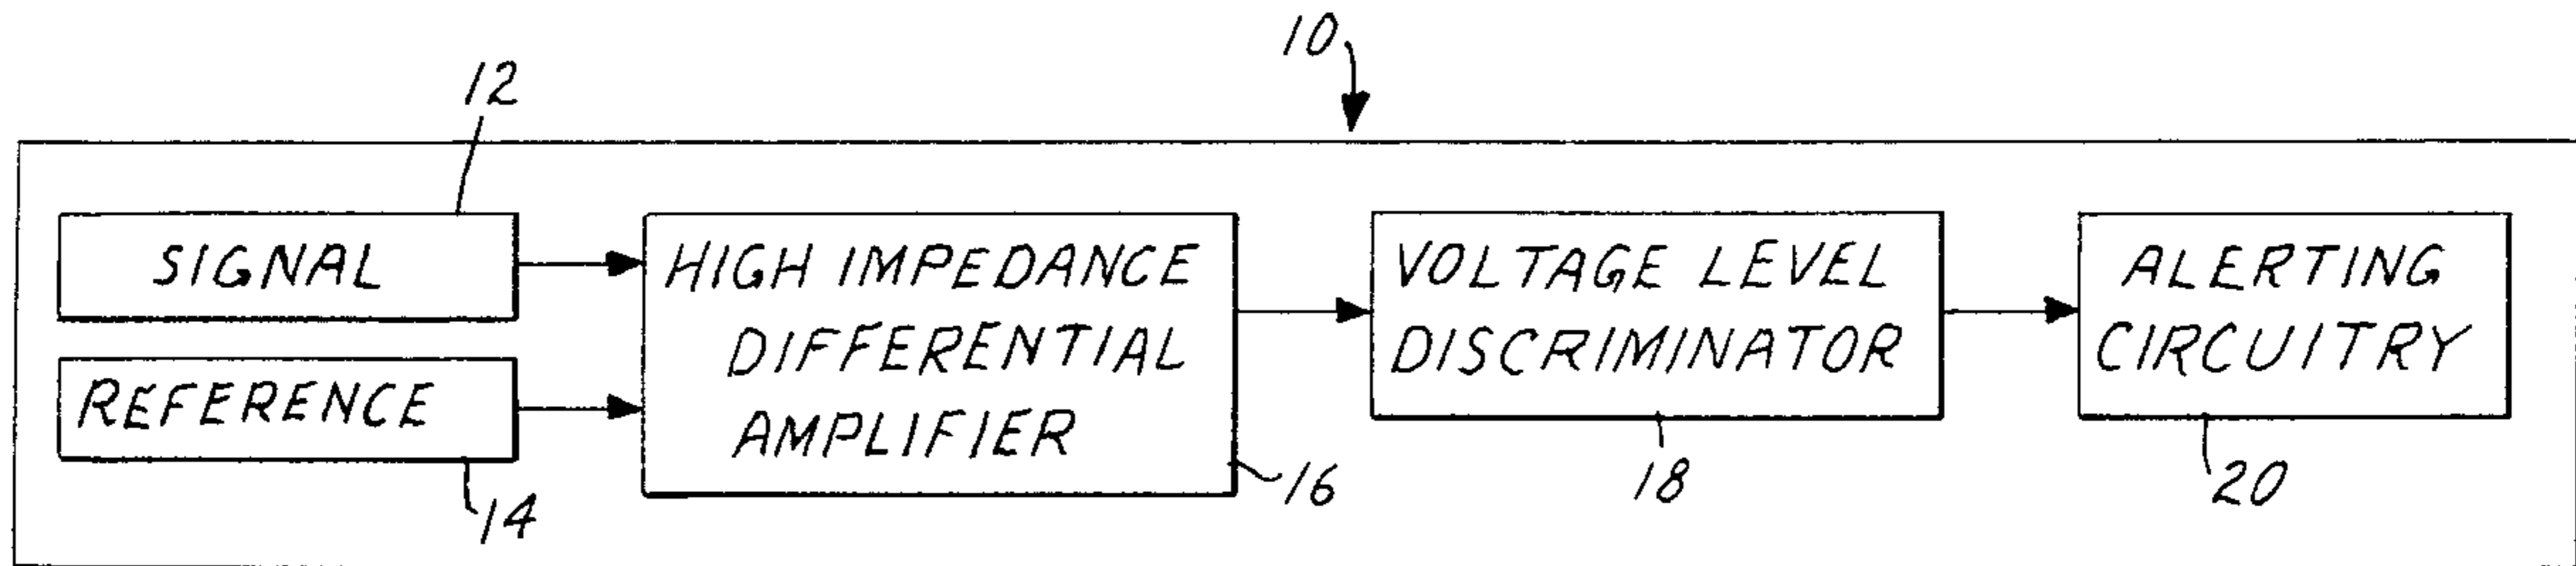 10
12
SIGNAL
REFERENCE
14
HIGH IMPEDANCE
DIFFERENTIAL
AMPLIFIER
16
VOLTAGE LEVEL
DISCRIMINATOR
18
ALERTING
CIRCUITRY
20